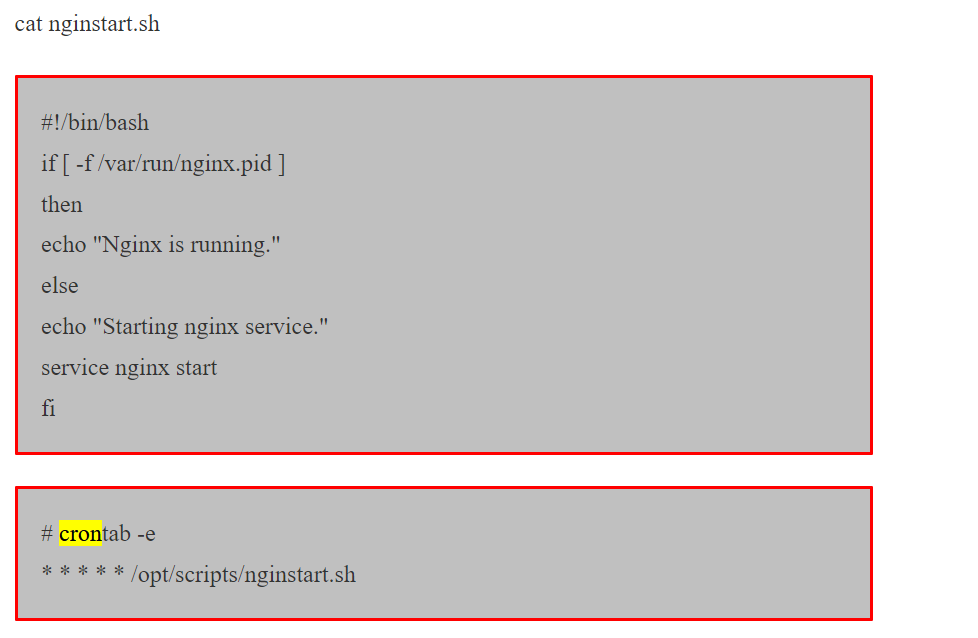 cat nginstart.sh
#!/bin/bash
if [ -f /var/run/nginx.pid ]
then
echo "Nginx is running."
else
echo "Starting nginx service."
service nginx start
fi
# crontab -e
* * * * * /opt/scripts/nginstart.sh